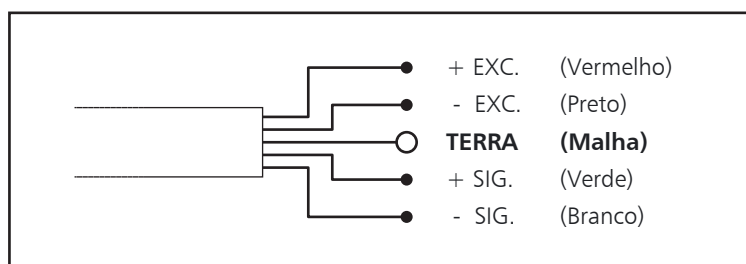 + EXC. (Vermelho)
- EXC. (Preto)
TERRA (Malha)
+ SIG. (Verde)
- SIG. (Branco)